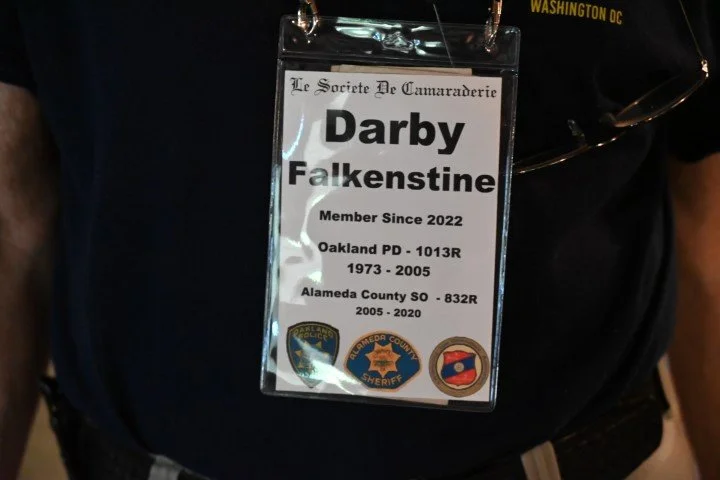 WASHINGTON DC
Le Societe De Camaraderie
Darby
Falkenstine
Member Since 2022
Oakland PD - 1013R
1973 - 2005
Alameda County SO - 832R
2005 - 2020
OAKLAND
POLICE
ALAMEDA COUNTY
SHERIFF